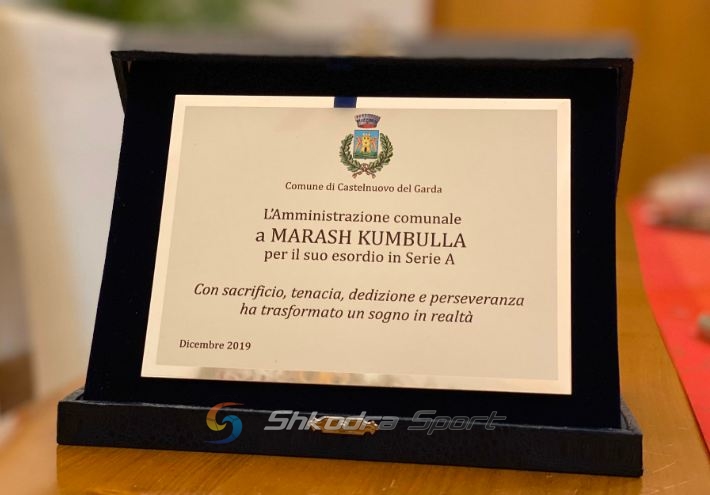 Comune di Castelnuovo del Garda
L'Amministrazione comunale
a MARASH KUMBULLA
per il suo esordio in Serie A
Con sacrificio, tenacia, dedizione e perseveranza
ha trasformato un sogno in realtà
Dicembre 2019
Shkodra Sport